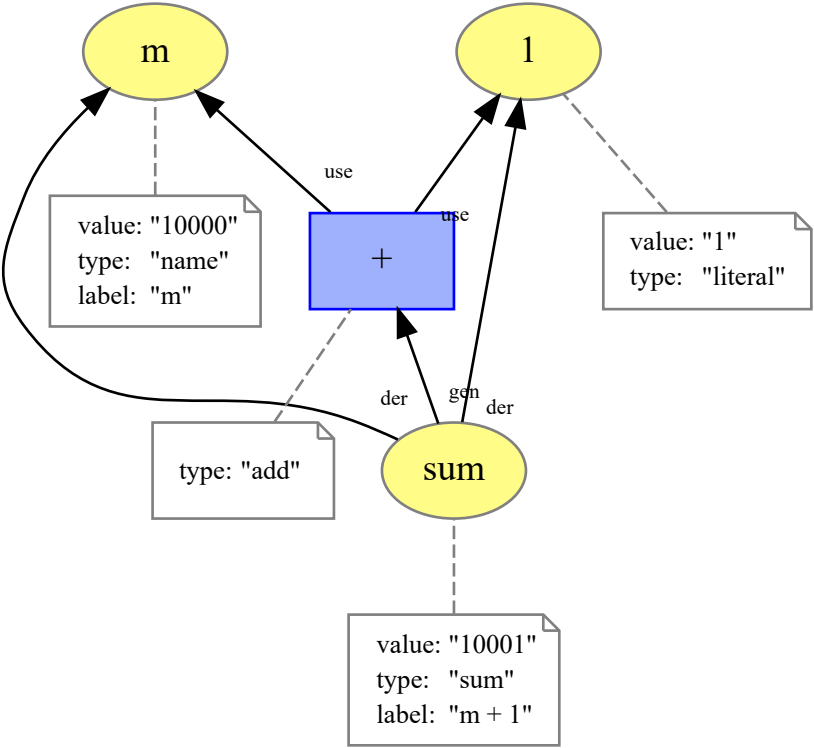 m
1
use
use
value: "10000"
type: "name"
label: "m"
+
value: "1"
type: "literal"
der
gen
der
type: "add"
sum
value: "10001"
type: "sum"
label: "m + 1"